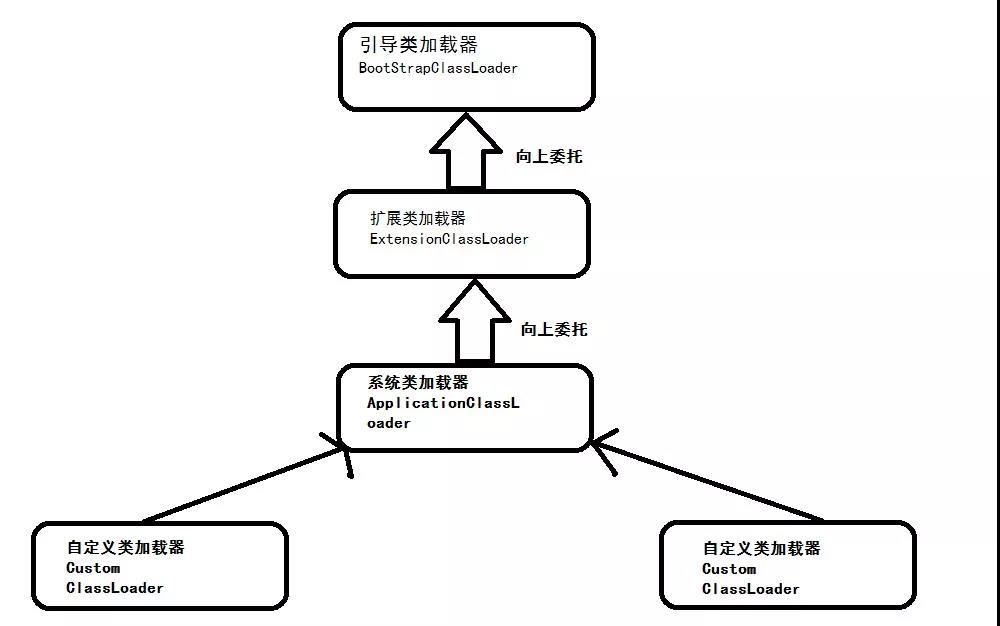 引导类加载器
BootStrapClassLoader
向上委托
扩展类加载器
ExtensionClassLoader
向上委托
系统类加载器
ApplicationClassL
oader
自定义类加载器
Custom
ClassLoader
自定义类加载器
Custom
ClassLoader